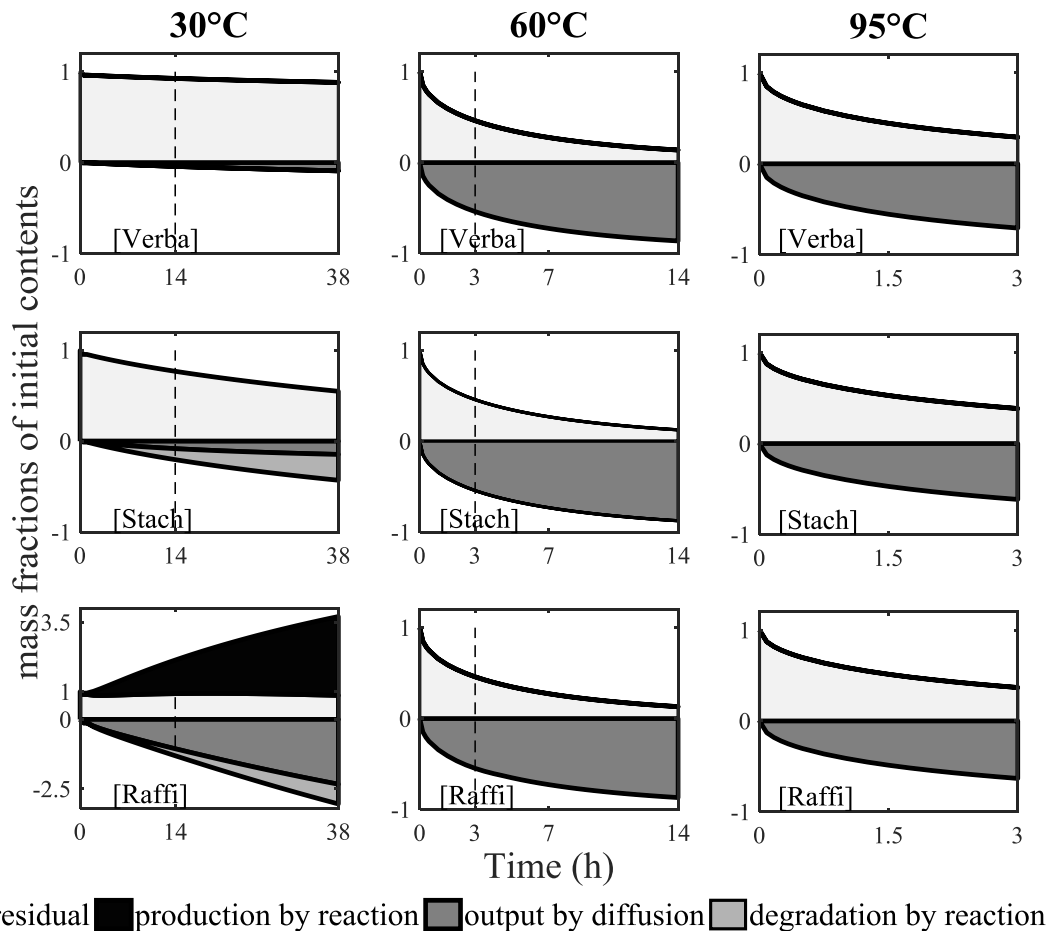 30°C 60°C 95°C
mass fractions of initial contents
1 1 1
0 0 0
[Verba] [Verba] [Verba]
-1 -1 -1
0 14 38 0 3 7 14 0 1.5 3
1 1 1
0 0 0
[Stach] [Stach] [Stach]
-1 -1 -1
0 14 38 0 3 7 14 0 1.5 3
3.5 1 1
1
0 0 0
-2.5
[Raffi] [Raffi] [Raffi]
-1 -1
0 14 38 0 3 7 14 0 1.5 3
Time (h)
residual production by reaction output by diffusion degradation by reaction